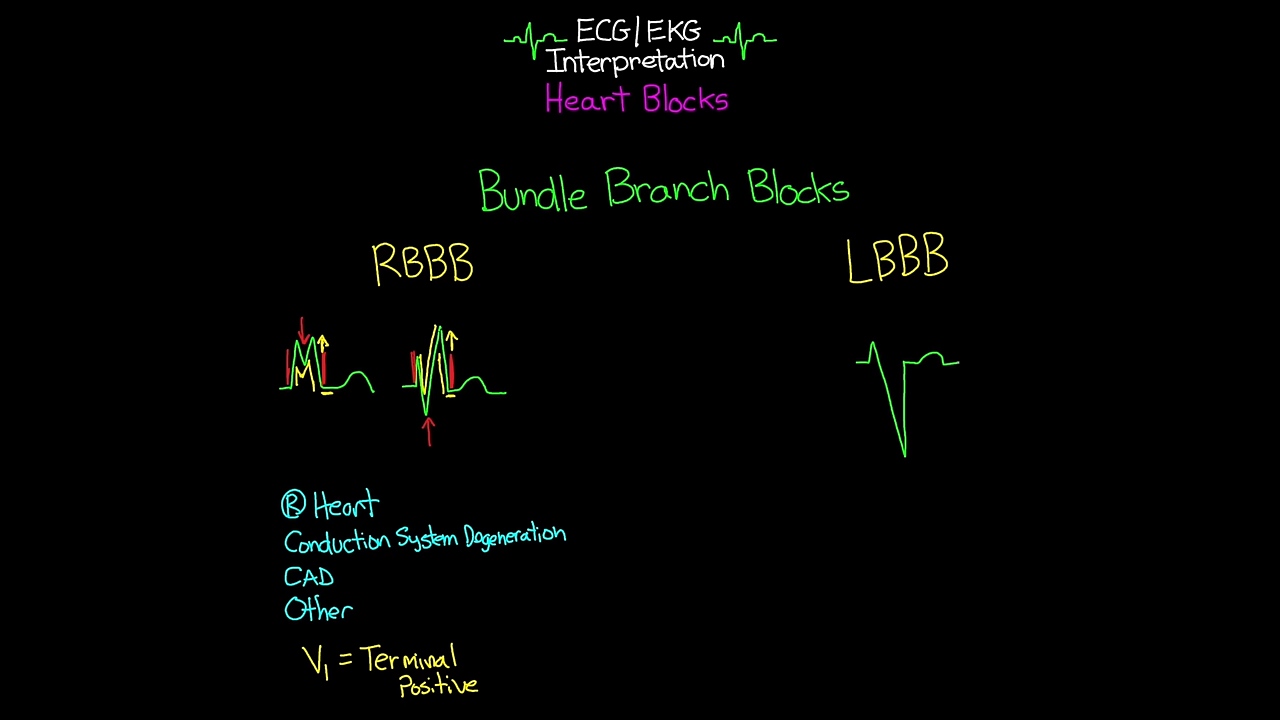 ECG/EKG
Interpretation
Heart Blocks
Bundle Branch Blocks
RBBB
LBBB
Ⓡ Heart
Conduction System Degeneration
CAD
Other
V₁ = Terminal
Positive